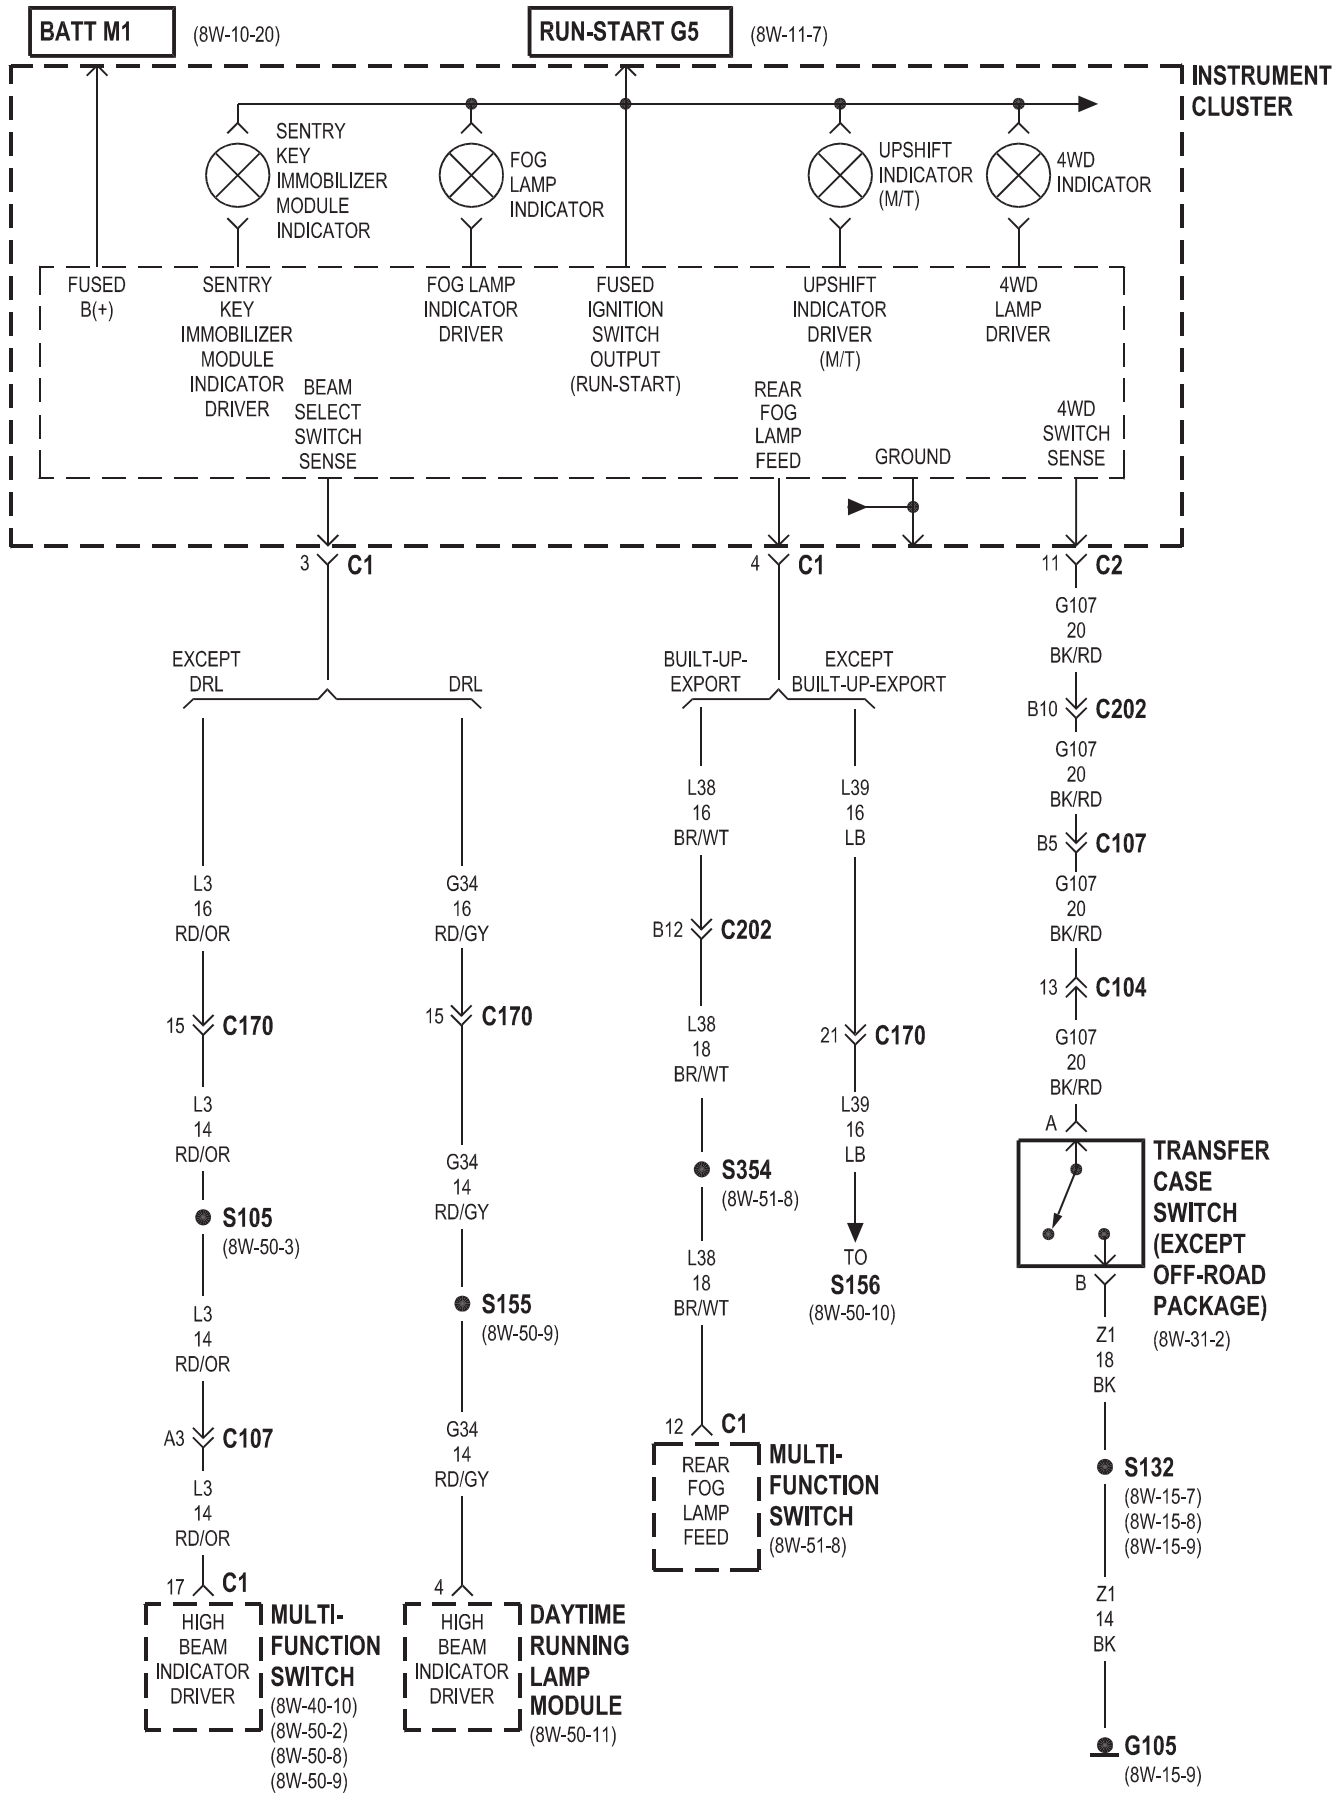 BATT M1
(8W-10-20)
RUN-START G5
(8W-11-7)
INSTRUMENT
CLUSTER
SENTRY
KEY
IMMOBILIZER
MODULE
INDICATOR
FOG
LAMP
INDICATOR
UPSHIFT
INDICATOR
(M/T)
4WD
INDICATOR
FUSED
B(+)
SENTRY
KEY
IMMOBILIZER
MODULE
INDICATOR
DRIVER
FOG LAMP
INDICATOR
DRIVER
FUSED
IGNITION
SWITCH
OUTPUT
(RUN-START)
UPSHIFT
INDICATOR
DRIVER
(M/T)
4WD
LAMP
DRIVER
BEAM
SELECT
SWITCH
SENSE
REAR
FOG
LAMP
FEED
GROUND
4WD
SWITCH
SENSE
3
C1
4
C1
11
C2
EXCEPT
DRL
DRL
L3
16
RD/OR
15
C170
L3
14
RD/OR
S105
(8W-50-3)
L3
14
RD/OR
A3
C107
L3
14
RD/OR
17
C1
HIGH
BEAM
INDICATOR
DRIVER
MULTI-
FUNCTION
SWITCH
(8W-40-10)
(8W-50-2)
(8W-50-8)
(8W-50-9)
G34
16
RD/GY
15
C170
G34
14
RD/GY
S155
(8W-50-9)
G34
14
RD/GY
4
HIGH
BEAM
INDICATOR
DRIVER
DAYTIME
RUNNING
LAMP
MODULE
(8W-50-11)
BUILT-UP-
EXPORT
EXCEPT
BUILT-UP-EXPORT
L38
16
BR/WT
B12
C202
L38
18
BR/WT
S354
(8W-51-8)
L38
18
BR/WT
12
C1
REAR
FOG
LAMP
FEED
MULTI-
FUNCTION
SWITCH
(8W-51-8)
L39
16
LB
21
C170
L39
16
LB
TO
S156
(8W-50-10)
G107
20
BK/RD
B10
C202
G107
20
BK/RD
B5
C107
G107
20
BK/RD
13
C104
G107
20
BK/RD
A
TRANSFER
CASE
SWITCH
(EXCEPT
OFF-ROAD
PACKAGE)
(8W-31-2)
B
Z1
18
BK
S132
(8W-15-7)
(8W-15-8)
(8W-15-9)
Z1
14
BK
G105
(8W-15-9)